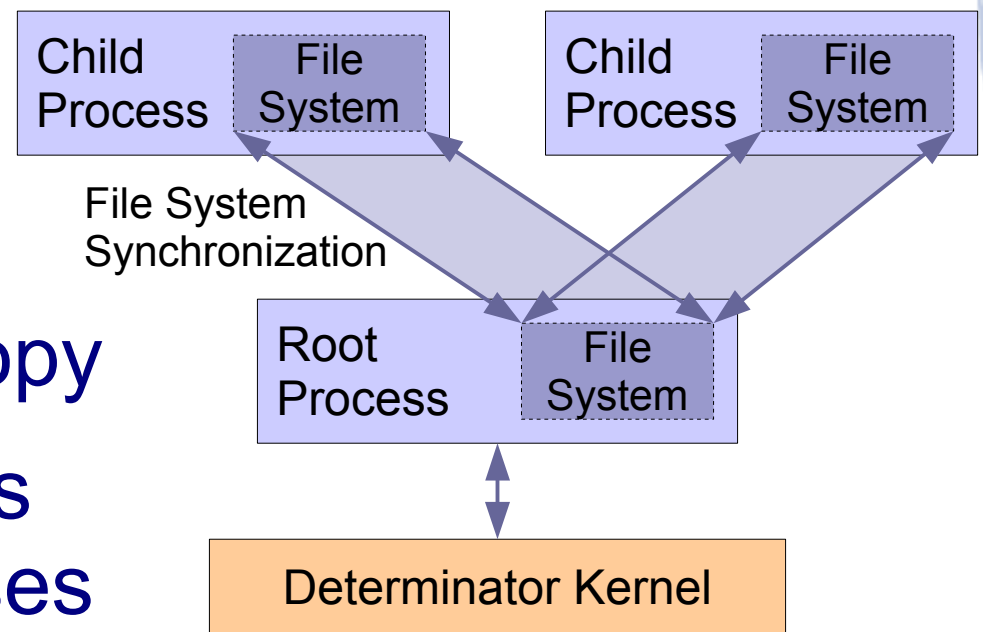 Child
Process
File
System
Child
Process
File
System
File System
Synchronization
Root
Process
File
System
Determinator Kernel